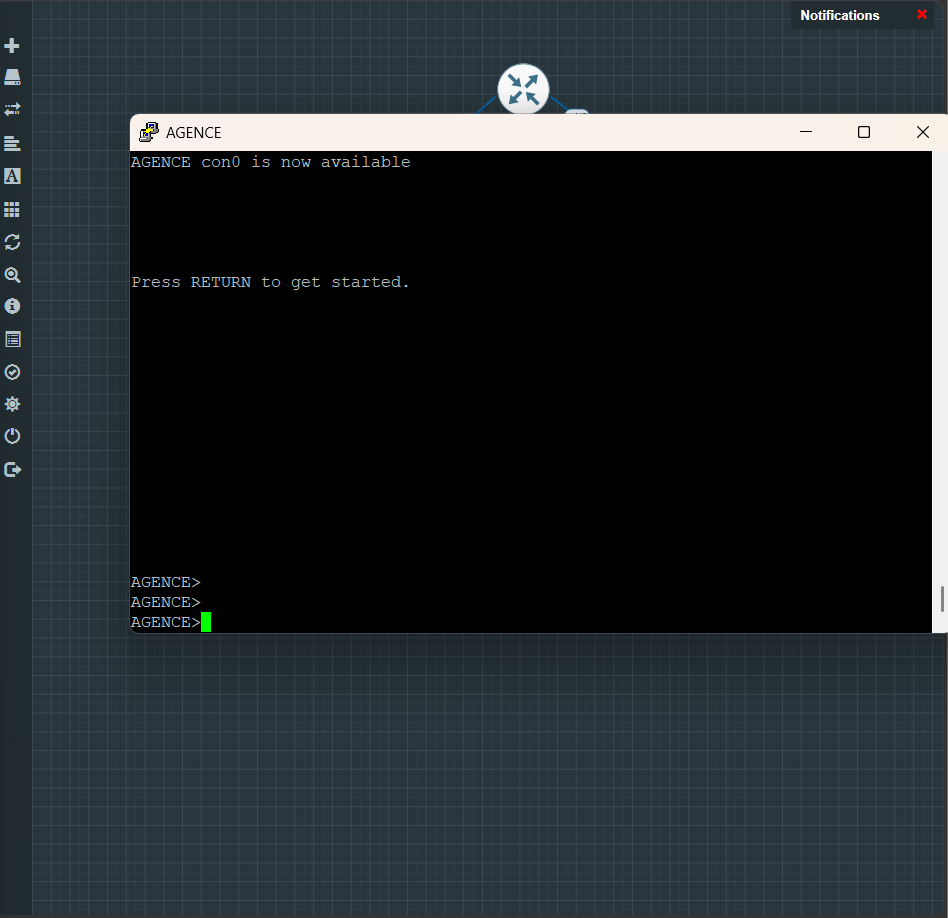 Notifications
AGENCE
AGENCE con0 is now available
Press RETURN to get started.
AGENCE>
AGENCE>
AGENCE>